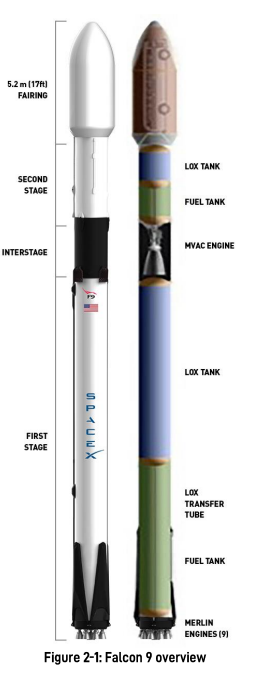 5.2 m (17ft)
FAIRING
SECOND
STAGE
INTERSTAGE
FIRST
STAGE
F9
SPACEX
LOX TANK
FUEL TANK
MVAC ENGINE
LOX TANK
LOX
TRANSFER
TUBE
FUEL TANK
MERLIN
ENGINES (9)
Figure 2-1: Falcon 9 overview